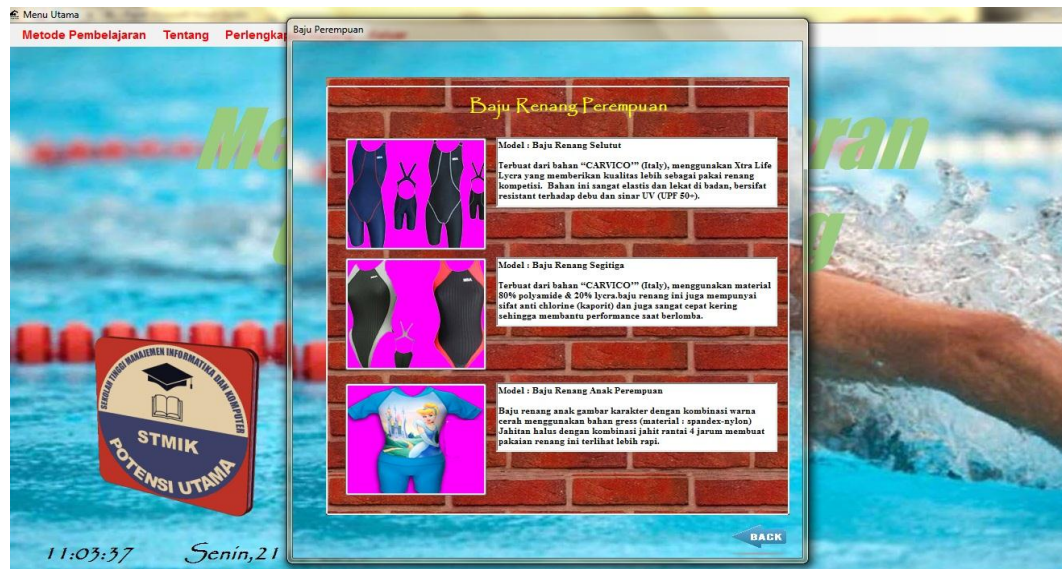 Menu Utama
Metode Pembelajaran Tentang
Baju Perempuan
Baju Renang Perempuan
Model : Baju Renang Selutut
Terbuat dari bahan “CARVICO’” (Italy), menggunakan Xtra Life
Lycra yang memberikan kualitas lebih sebagai pakai renang
kompetisi. Bahan ini sangat elastis dan lekat di badan, bersifat
resistant terhadap debu dan sinar UV (UPF 50+).
Model : Baju Renang Segitiga
Terbuat dari bahan “CARVICO’” (Italy), menggunakan material
80% polyamide & 20% lycra.baju renang ini juga mempunyai
sifat anti chlorine (kaporit) dan juga sangat cepat kering
sehingga membantu performance saat berlomba.
Model : Baju Renang Anak Perempuan
Baju renang anak gambar karakter dengan kombinasi warna
cerah menggunakan bahan gress (material : spandex-nylon)
Jahitan halus dengan kombinasi jahit rantai 4 jarum membuat
pakaian renang ini terlihat lebih rapi.
SEKOLAH TINGGI MANAJEMEN INFORMATIKA DAN KOMPUTER
STMIK
POTENSI UTAMA
11:03:37 Senin,21
BACK